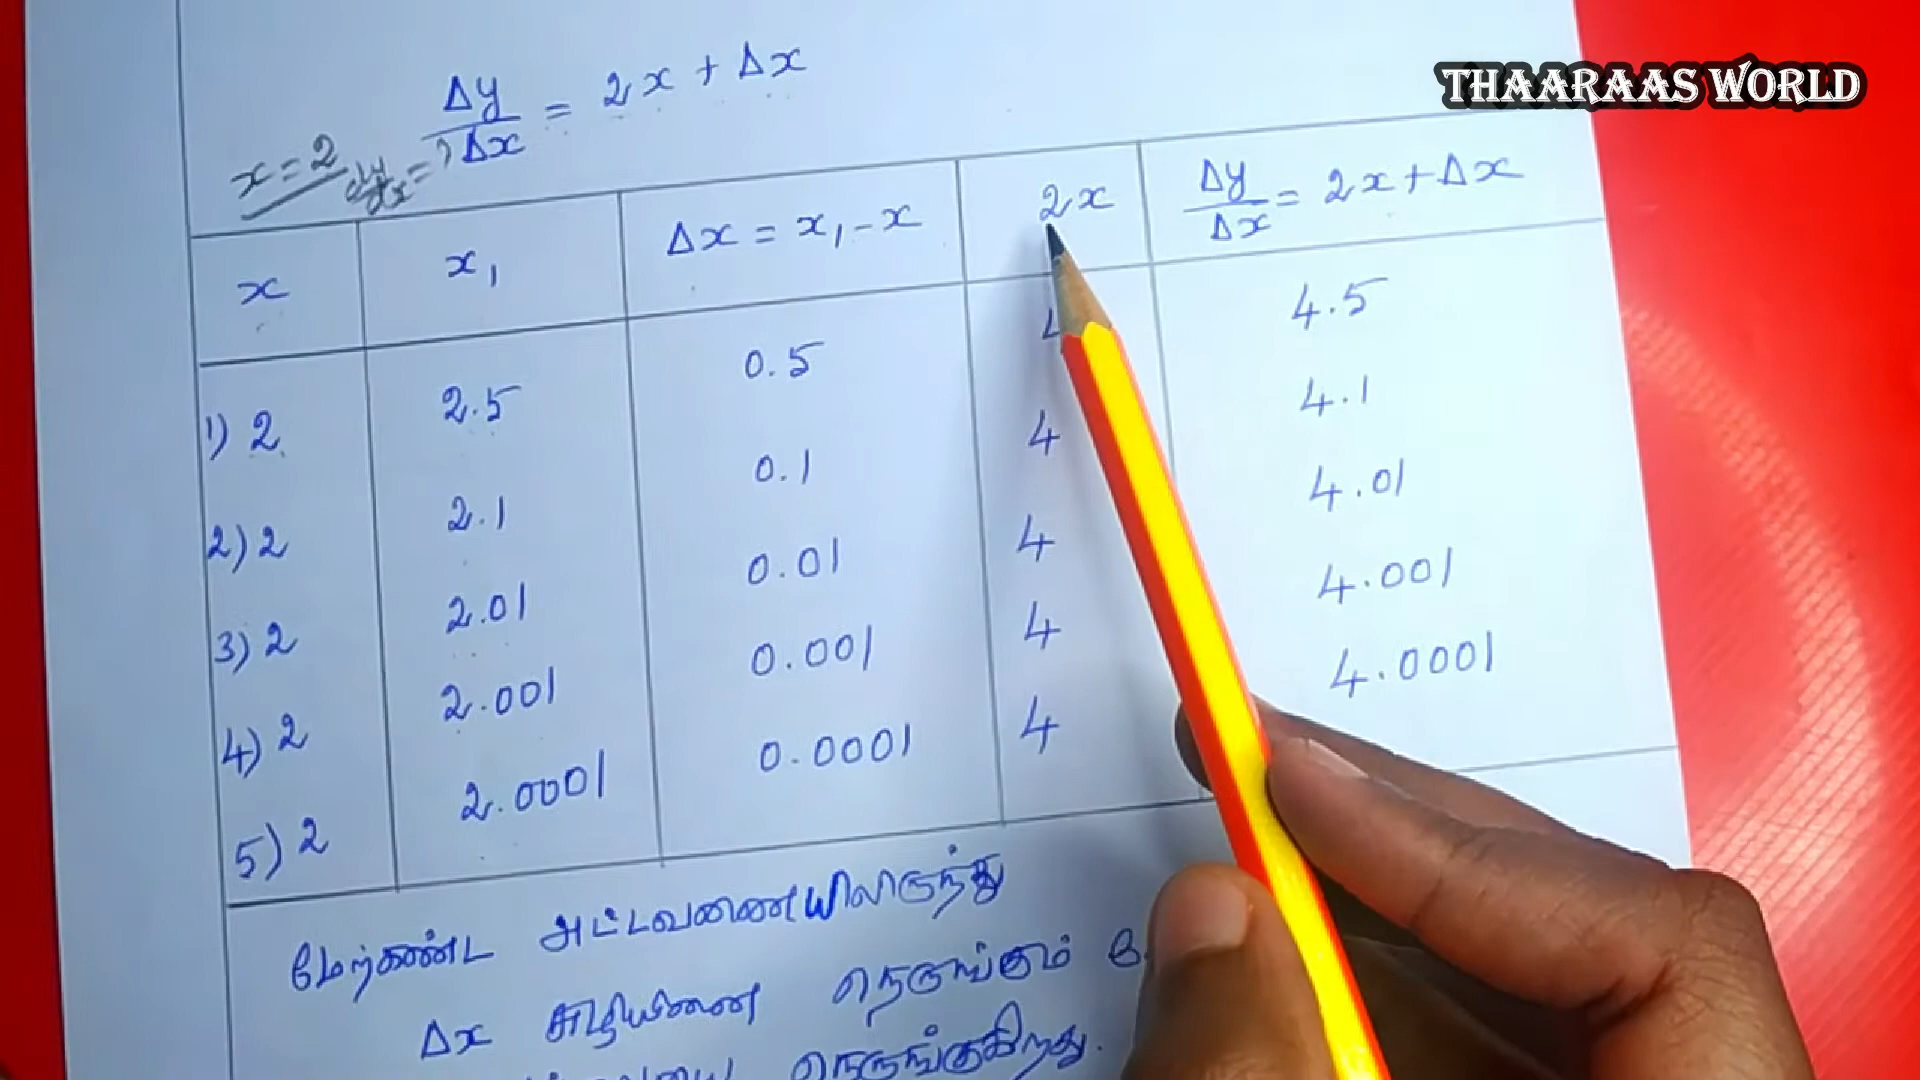 THAARAAS WORLD
Δy/Δx = 2x + Δx
x = 2 dy/dx = ?
x x₁ Δx = x₁ - x 2x Δy/Δx = 2x + Δx
1) 2 2.5 0.5 4 4.5
2) 2 2.1 0.1 4 4.1
3) 2 2.01 0.01 4 4.01
4) 2 2.001 0.001 4 4.001
5) 2 2.0001 0.0001 4 4.0001
மேற்கண்ட அட்டவணையிலிருந்து
Δx சுழியினை நெருங்கும்
நெருங்குகிறது.